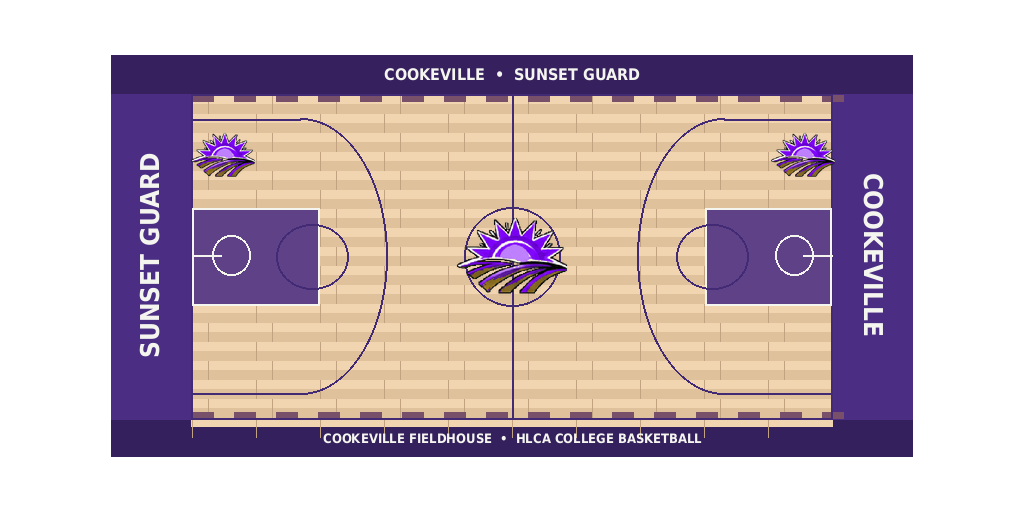 COOKEVILLE • SUNSET GUARD
SUNSET GUARD
COOKEVILLE
COOKEVILLE FIELDHOUSE • HLCA COLLEGE BASKETBALL